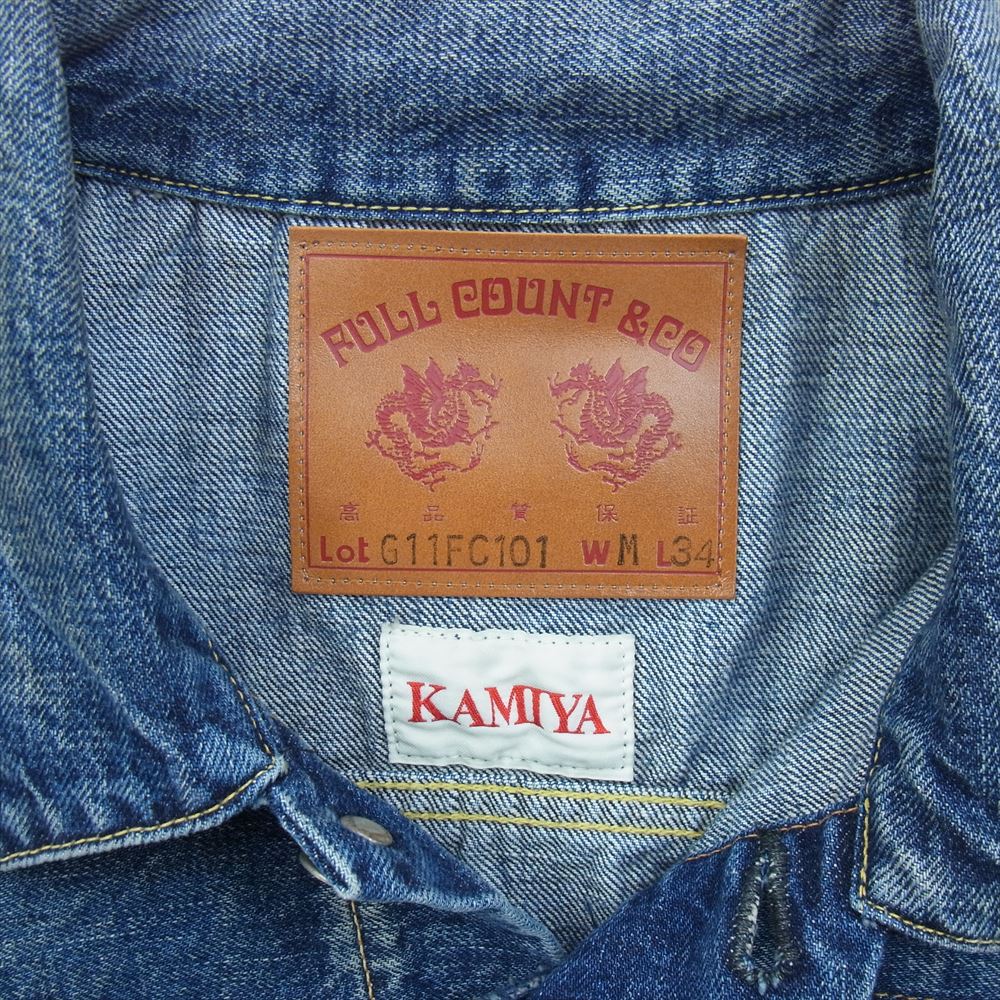 FULL COUNT & CO
高品質保証
Lot G11FC101 W M L34
KAMIYA